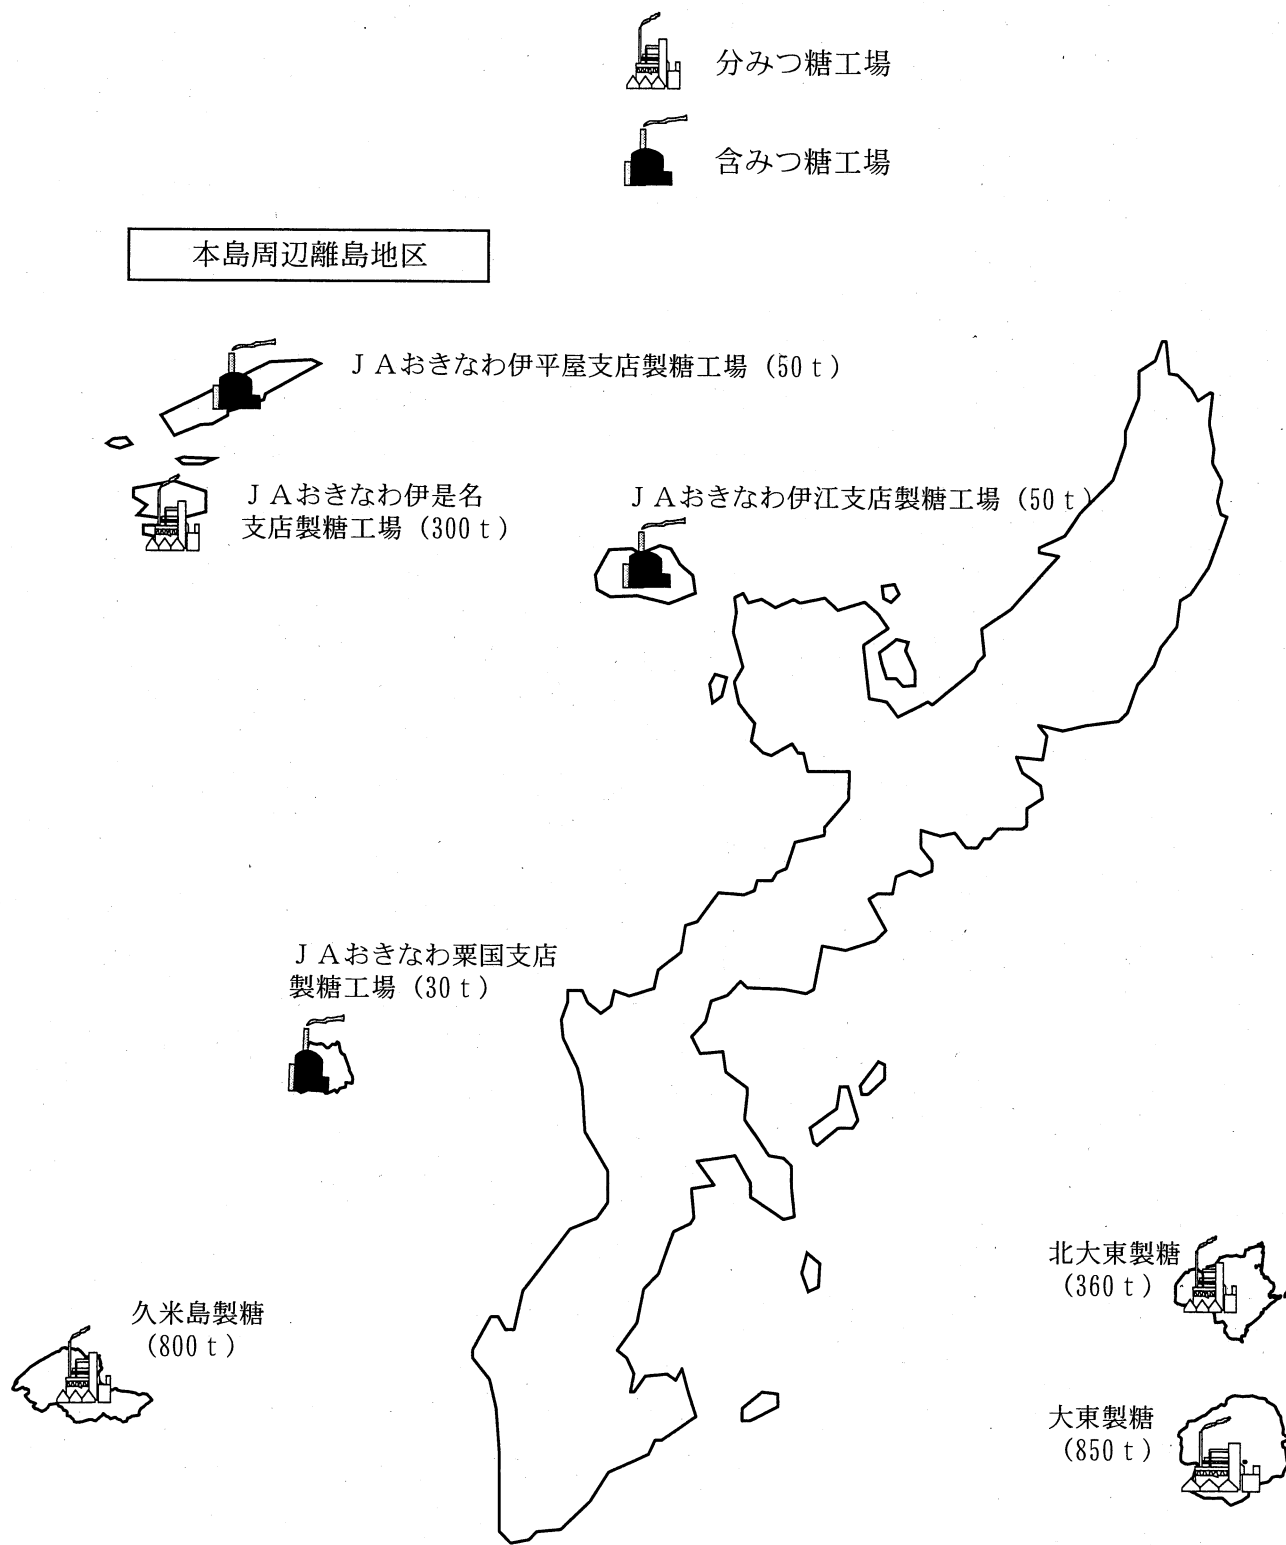 分みつ糖工場
含みつ糖工場
本島周辺離島地区
ＪＡおきなわ伊平屋支店製糖工場（50ｔ）
ＪＡおきなわ伊是名
支店製糖工場（300ｔ）
ＪＡおきなわ伊江支店製糖工場（50ｔ）
ＪＡおきなわ粟国支店
製糖工場（30ｔ）
北大東製糖
（360ｔ）
久米島製糖
（800ｔ）
大東製糖
（850ｔ）